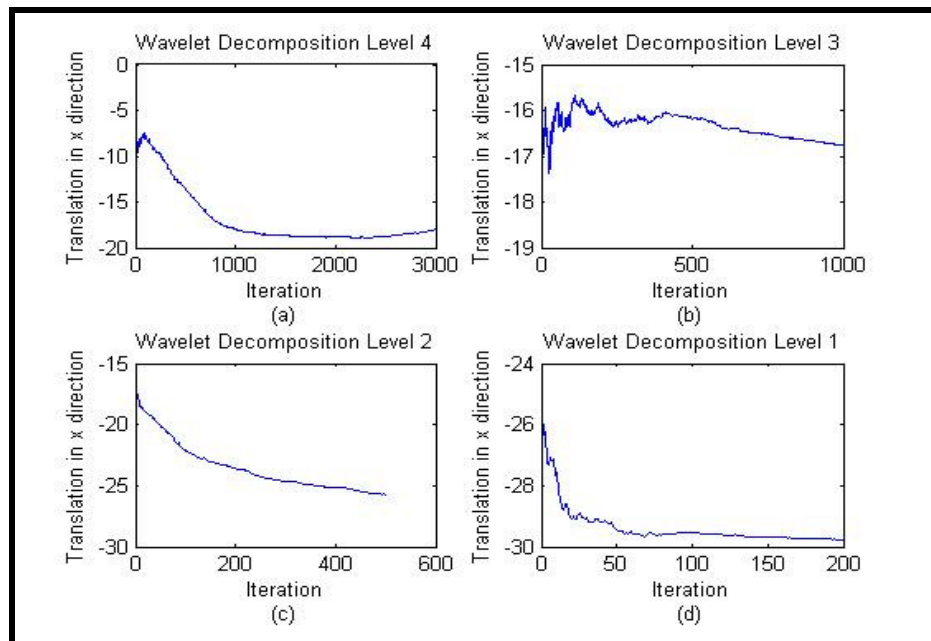 Wavelet Decomposition Level 4
0
-5
-10
-15
-20
Translation in x direction
0 1000 2000 3000
Iteration
(a)
Wavelet Decomposition Level 3
-15
-16
-17
-18
-19
Translation in x direction
0 500 1000
Iteration
(b)
Wavelet Decomposition Level 2
-15
-20
-25
-30
Translation in x direction
0 200 400 600
Iteration
(c)
Wavelet Decomposition Level 1
-24
-26
-28
-30
Translation in x direction
0 50 100 150 200
Iteration
(d)